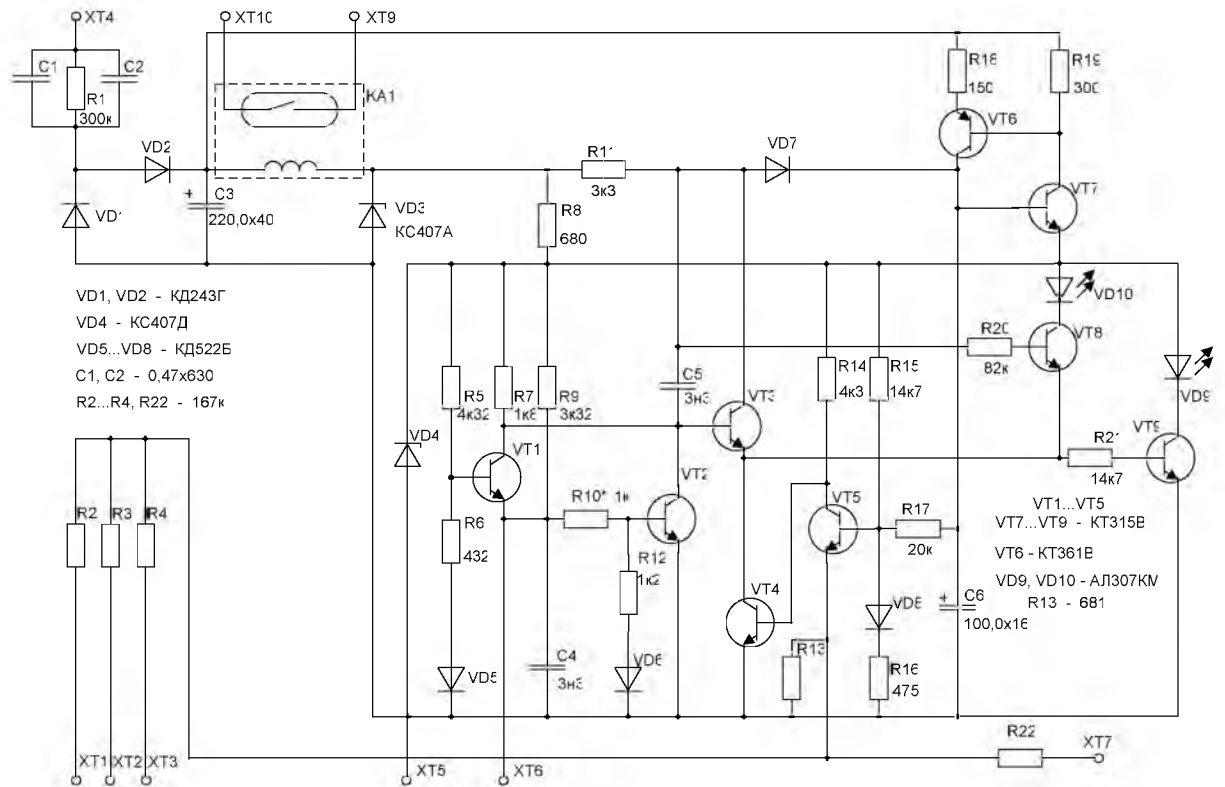 XT4
XT10
XT9
C1
C2
R1
300к
KA1
VD2
VD1
C3
+
220,0x40
VD3
КС407А
R8
680
R11
3к3
VD7
R18
150
R19
300
VT6
VT7
VD1, VD2 - КД243Г
VD4 - КС407Д
VD5...VD8 - КД522Б
C1, C2 - 0,47x630
R2...R4, R22 - 167к
VD10
R20
82к
VT8
VD9
R5
4к32
R7
1к8
R9
3к32
C5
3н3
VT3
R14
4к3
R15
14к7
VD4
VT1
VT2
R21
14к7
VT9
R2
R3
R4
R6
432
R10* 1к
R12
1к2
VT5
R17
20к
VT1...VT5
VT7...VT9 - КТ315В
VT6 - КТ361В
VD9, VD10 - АЛ307КМ
R13 - 681
VT4
VD8
+
C6
100,0x16
VD5
C4
3н3
VD6
R13
R16
475
XT1
XT2
XT3
XT5
XT6
R22
XT7